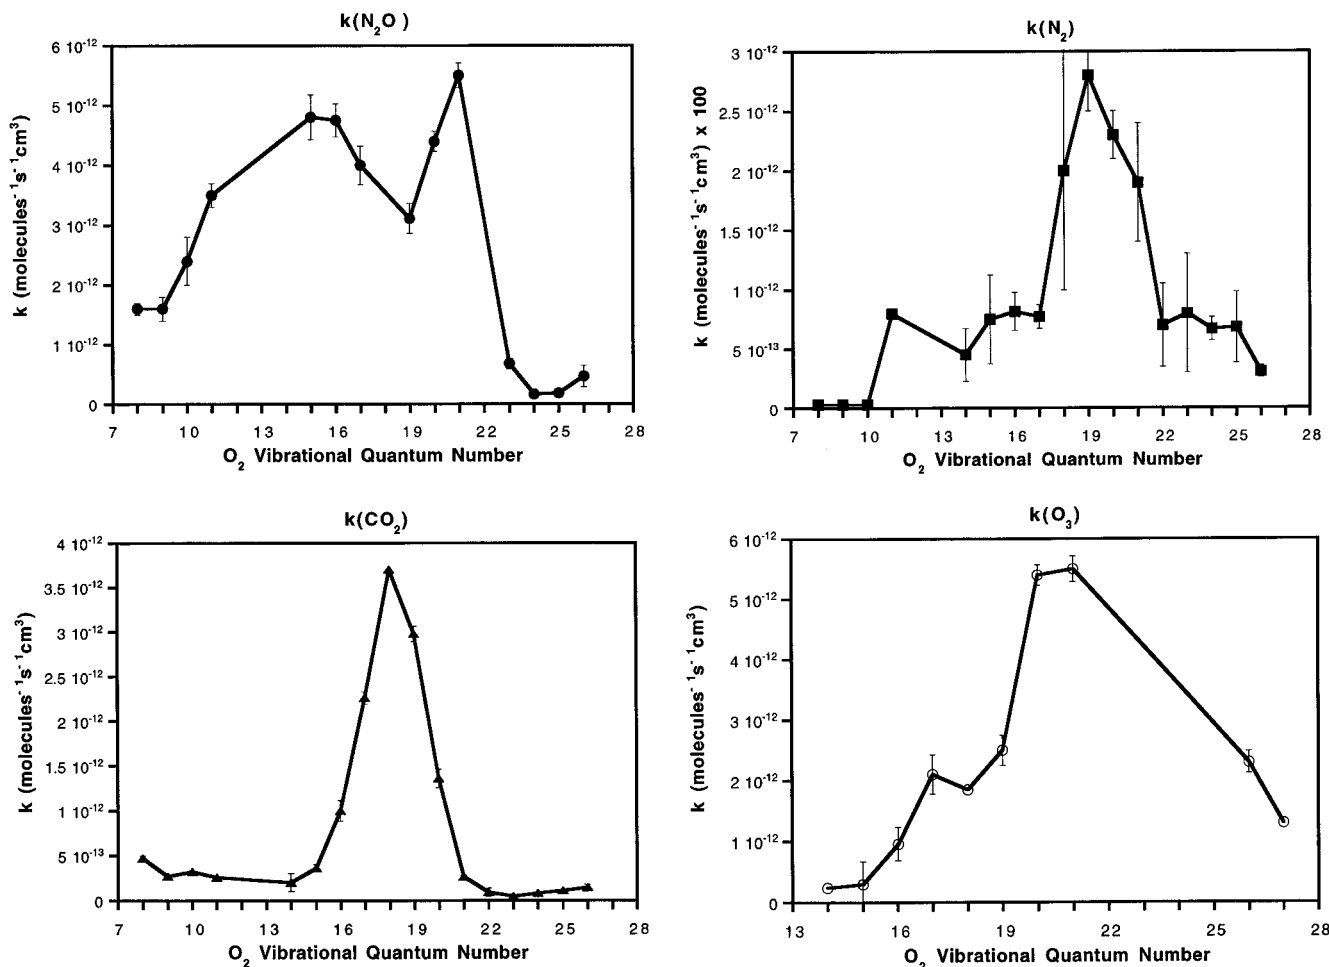 k(N₂O )
6 10⁻¹²
5 10⁻¹²
4 10⁻¹²
3 10⁻¹²
2 10⁻¹²
1 10⁻¹²
0
k (molecules⁻¹s⁻¹cm³)
7 10 13 16 19 22 25 28
O₂ Vibrational Quantum Number
k(N₂)
3 10⁻¹²
2.5 10⁻¹²
2 10⁻¹²
1.5 10⁻¹²
1 10⁻¹²
5 10⁻¹³
0
k (molecules⁻¹s⁻¹cm³) x 100
7 10 13 16 19 22 25 28
O₂ Vibrational Quantum Number
k(CO₂)
4 10⁻¹²
3.5 10⁻¹²
3 10⁻¹²
2.5 10⁻¹²
2 10⁻¹²
1.5 10⁻¹²
1 10⁻¹²
5 10⁻¹³
0
k (molecules⁻¹s⁻¹cm³)
7 10 13 16 19 22 25 28
O₂ Vibrational Quantum Number
k(O₃)
6 10⁻¹²
5 10⁻¹²
4 10⁻¹²
3 10⁻¹²
2 10⁻¹²
1 10⁻¹²
0
k (molecules⁻¹s⁻¹cm³)
13 16 19 22 25 28
O₂ Vibrational Quantum Number